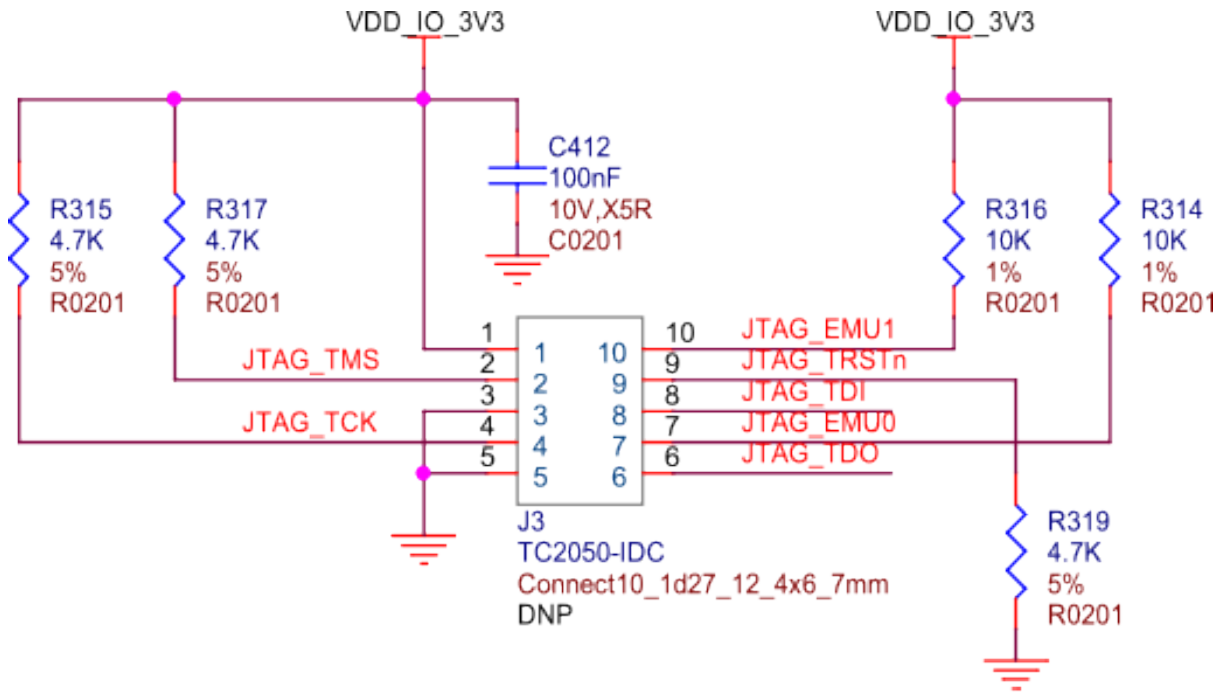 VDD_IO_3V3
VDD_IO_3V3
C412
100nF
10V,X5R
C0201
R315
4.7K
5%
R0201
R317
4.7K
5%
R0201
R316
10K
1%
R0201
R314
10K
1%
R0201
1
1
10
10
JTAG_EMU1
JTAG_TMS
2
2
9
9
JTAG_TRSTn
3
3
8
8
JTAG_TDI
JTAG_TCK
4
4
7
7
JTAG_EMU0
5
5
6
6
JTAG_TDO
J3
TC2050-IDC
Connect10_1d27_12_4x6_7mm
DNP
R319
4.7K
5%
R0201